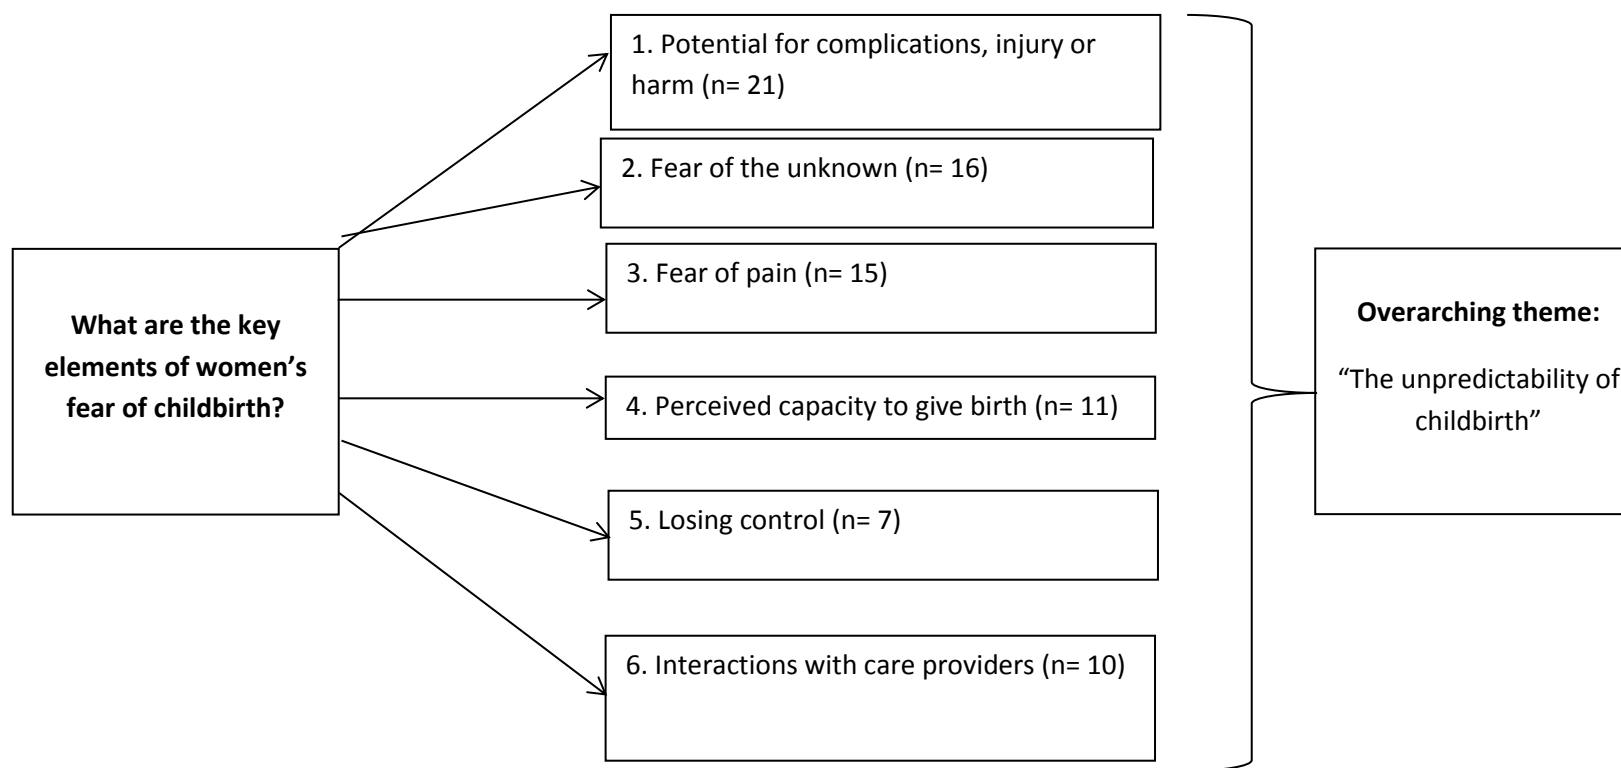 What are the key
elements of women’s
fear of childbirth?
1. Potential for complications, injury or
harm (n= 21)
2. Fear of the unknown (n= 16)
3. Fear of pain (n= 15)
4. Perceived capacity to give birth (n= 11)
5. Losing control (n= 7)
6. Interactions with care providers (n= 10)
Overarching theme:
“The unpredictability of
childbirth”